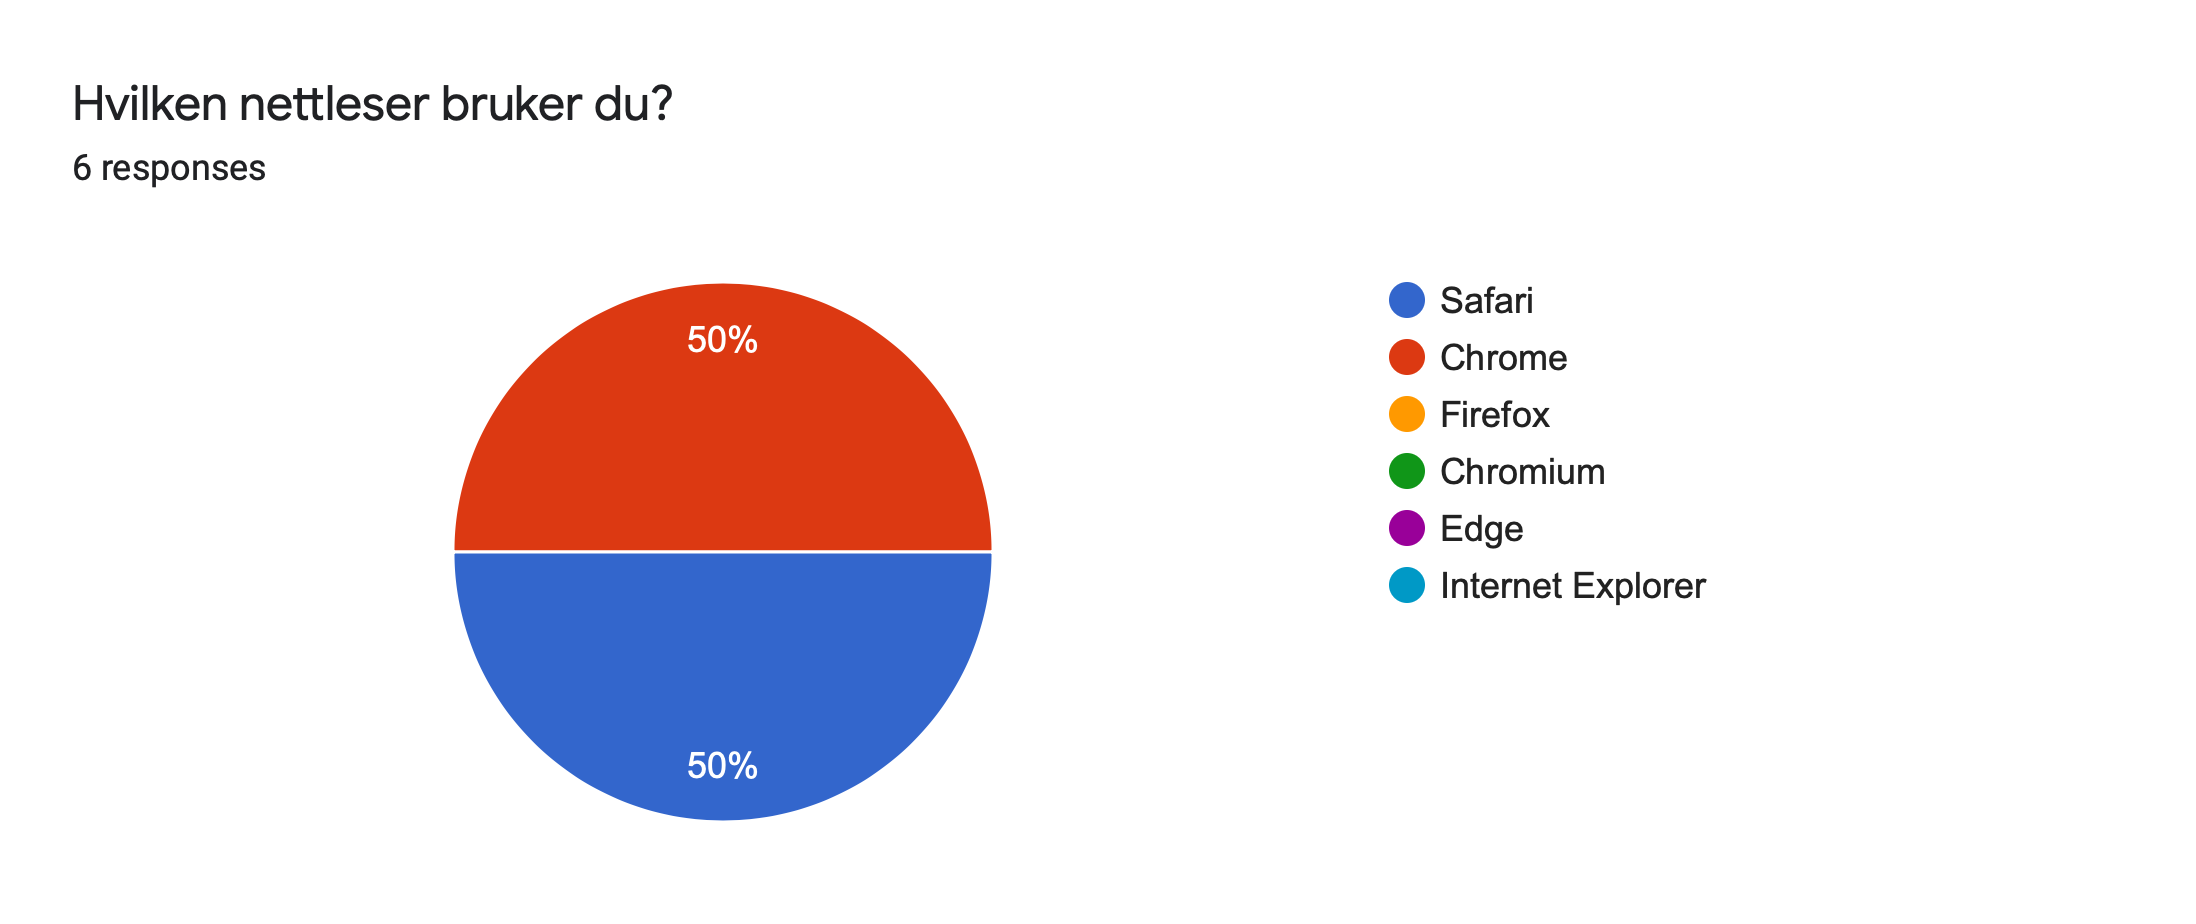 Hvilken nettleser bruker du?
6 responses
50%
50%
Safari
Chrome
Firefox
Chromium
Edge
Internet Explorer